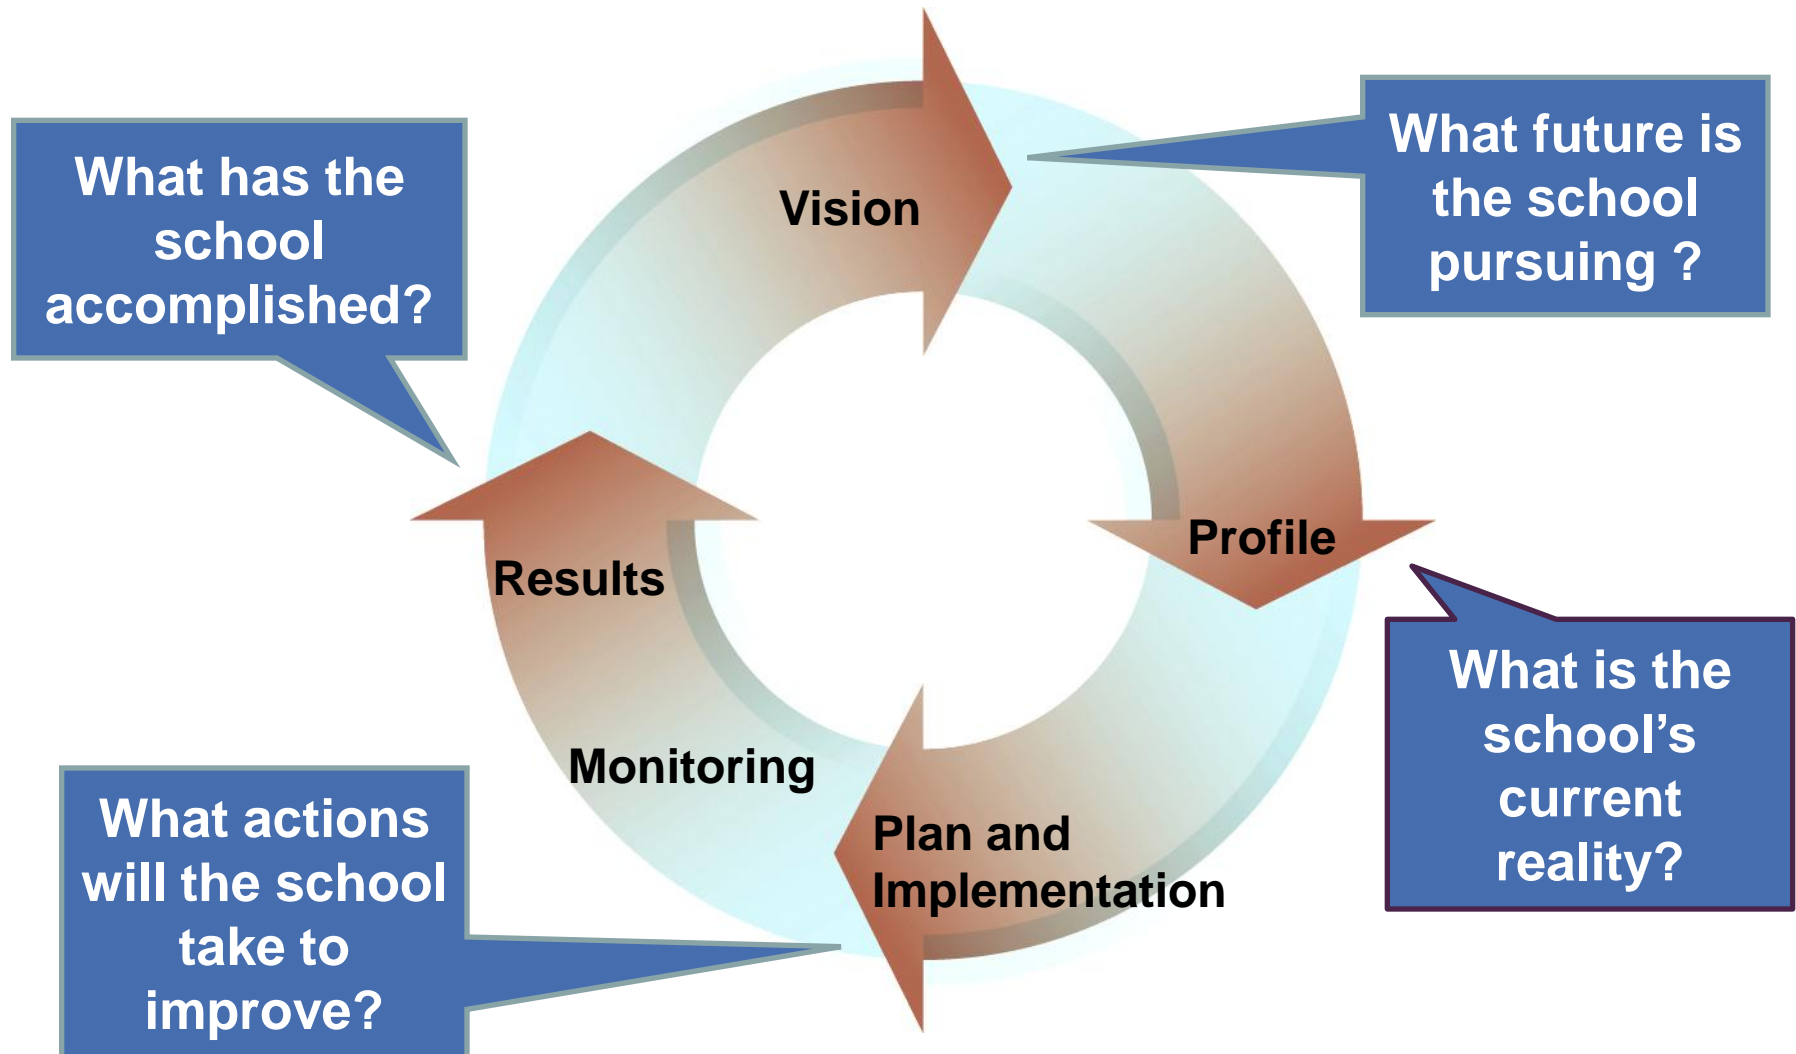 What has the
school
accomplished?
Vision
What future is
the school
pursuing ?
Profile
Results
What is the
school’s
current
reality?
Monitoring
Plan and
Implementation
What actions
will the school
take to
improve?